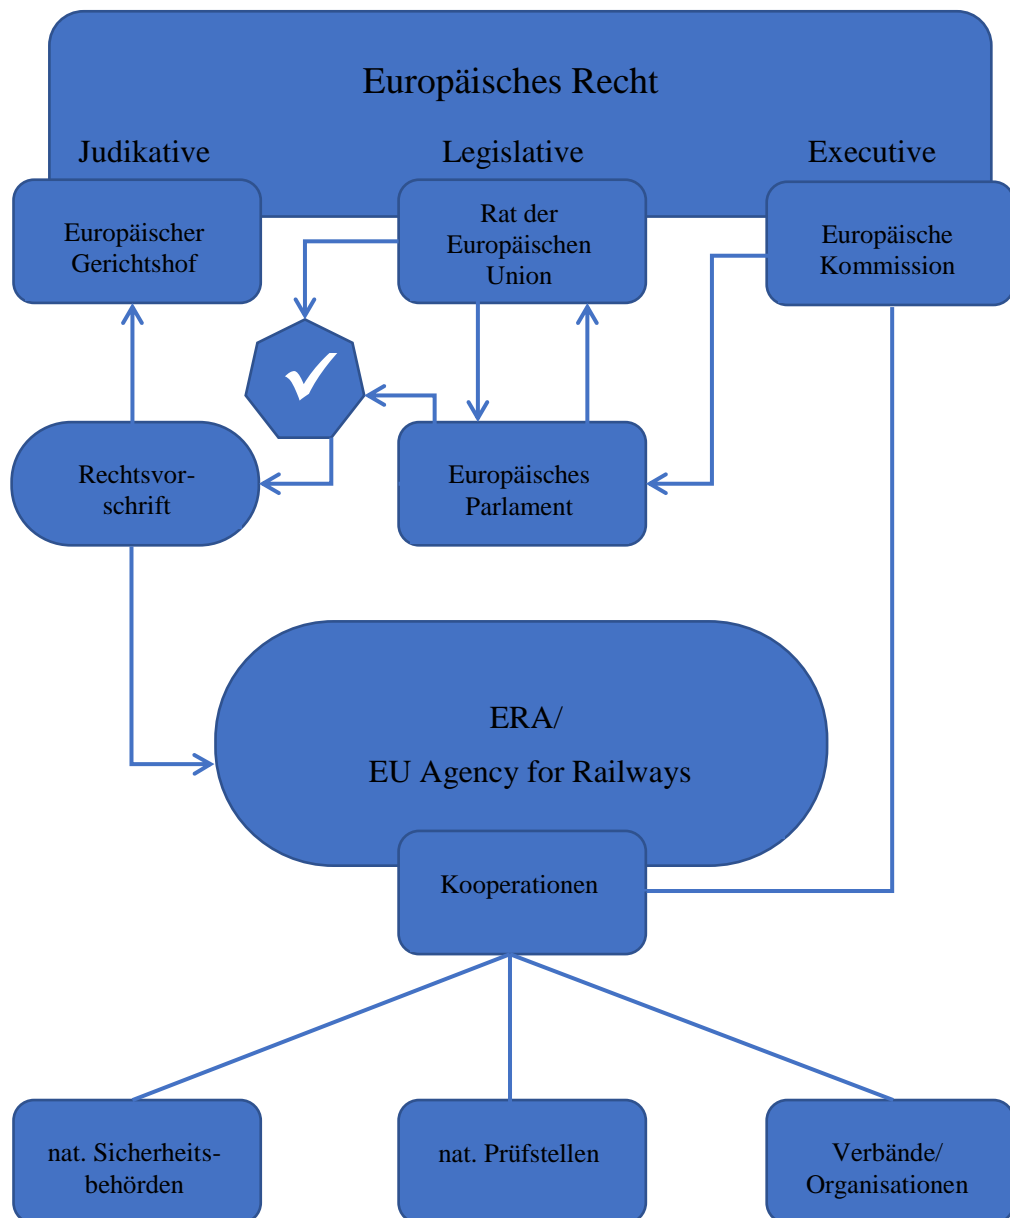 Europäisches Recht
Judikative
Legislative
Executive
Europäischer
Gerichtshof
Rat der
Europäischen
Union
Europäische
Kommission
Rechtsvor-
schrift
Europäisches
Parlament
ERA/
EU Agency for Railways
Kooperationen
nat. Sicherheits-
behörden
nat. Prüfstellen
Verbände/
Organisationen